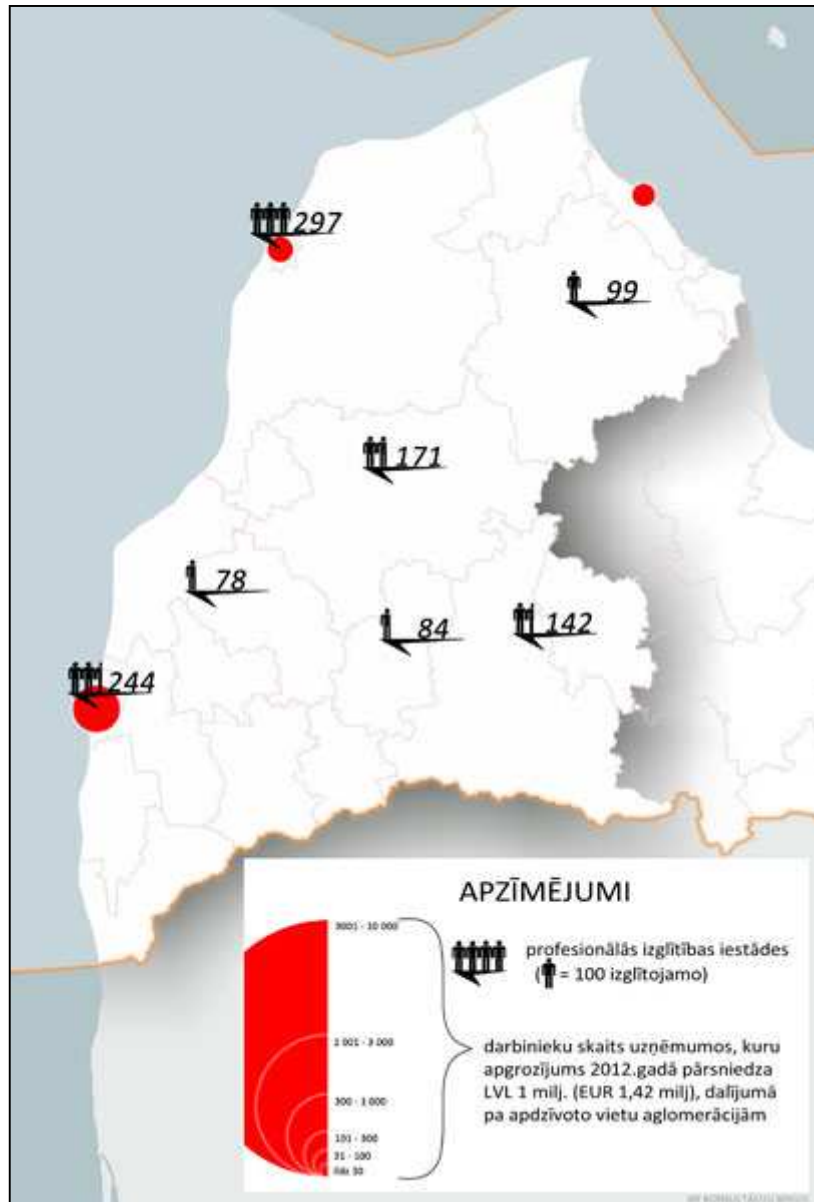 297
99
171
78
84
142
244
APZĪMĒJUMI
3001 - 10 000
profesionālās izglītības iestādes
(= 100 izglītojamo)
1 001 - 3 000
darbinieku skaits uzņēmumos, kuru
apgrozījums 2012.gadā pārsniedza
LVL 1 milj. (EUR 1,42 milj), dalījumā
pa apdzīvoto vietu aglomerācijām
300 - 1 000
101 - 300
31 - 100
līdz 30